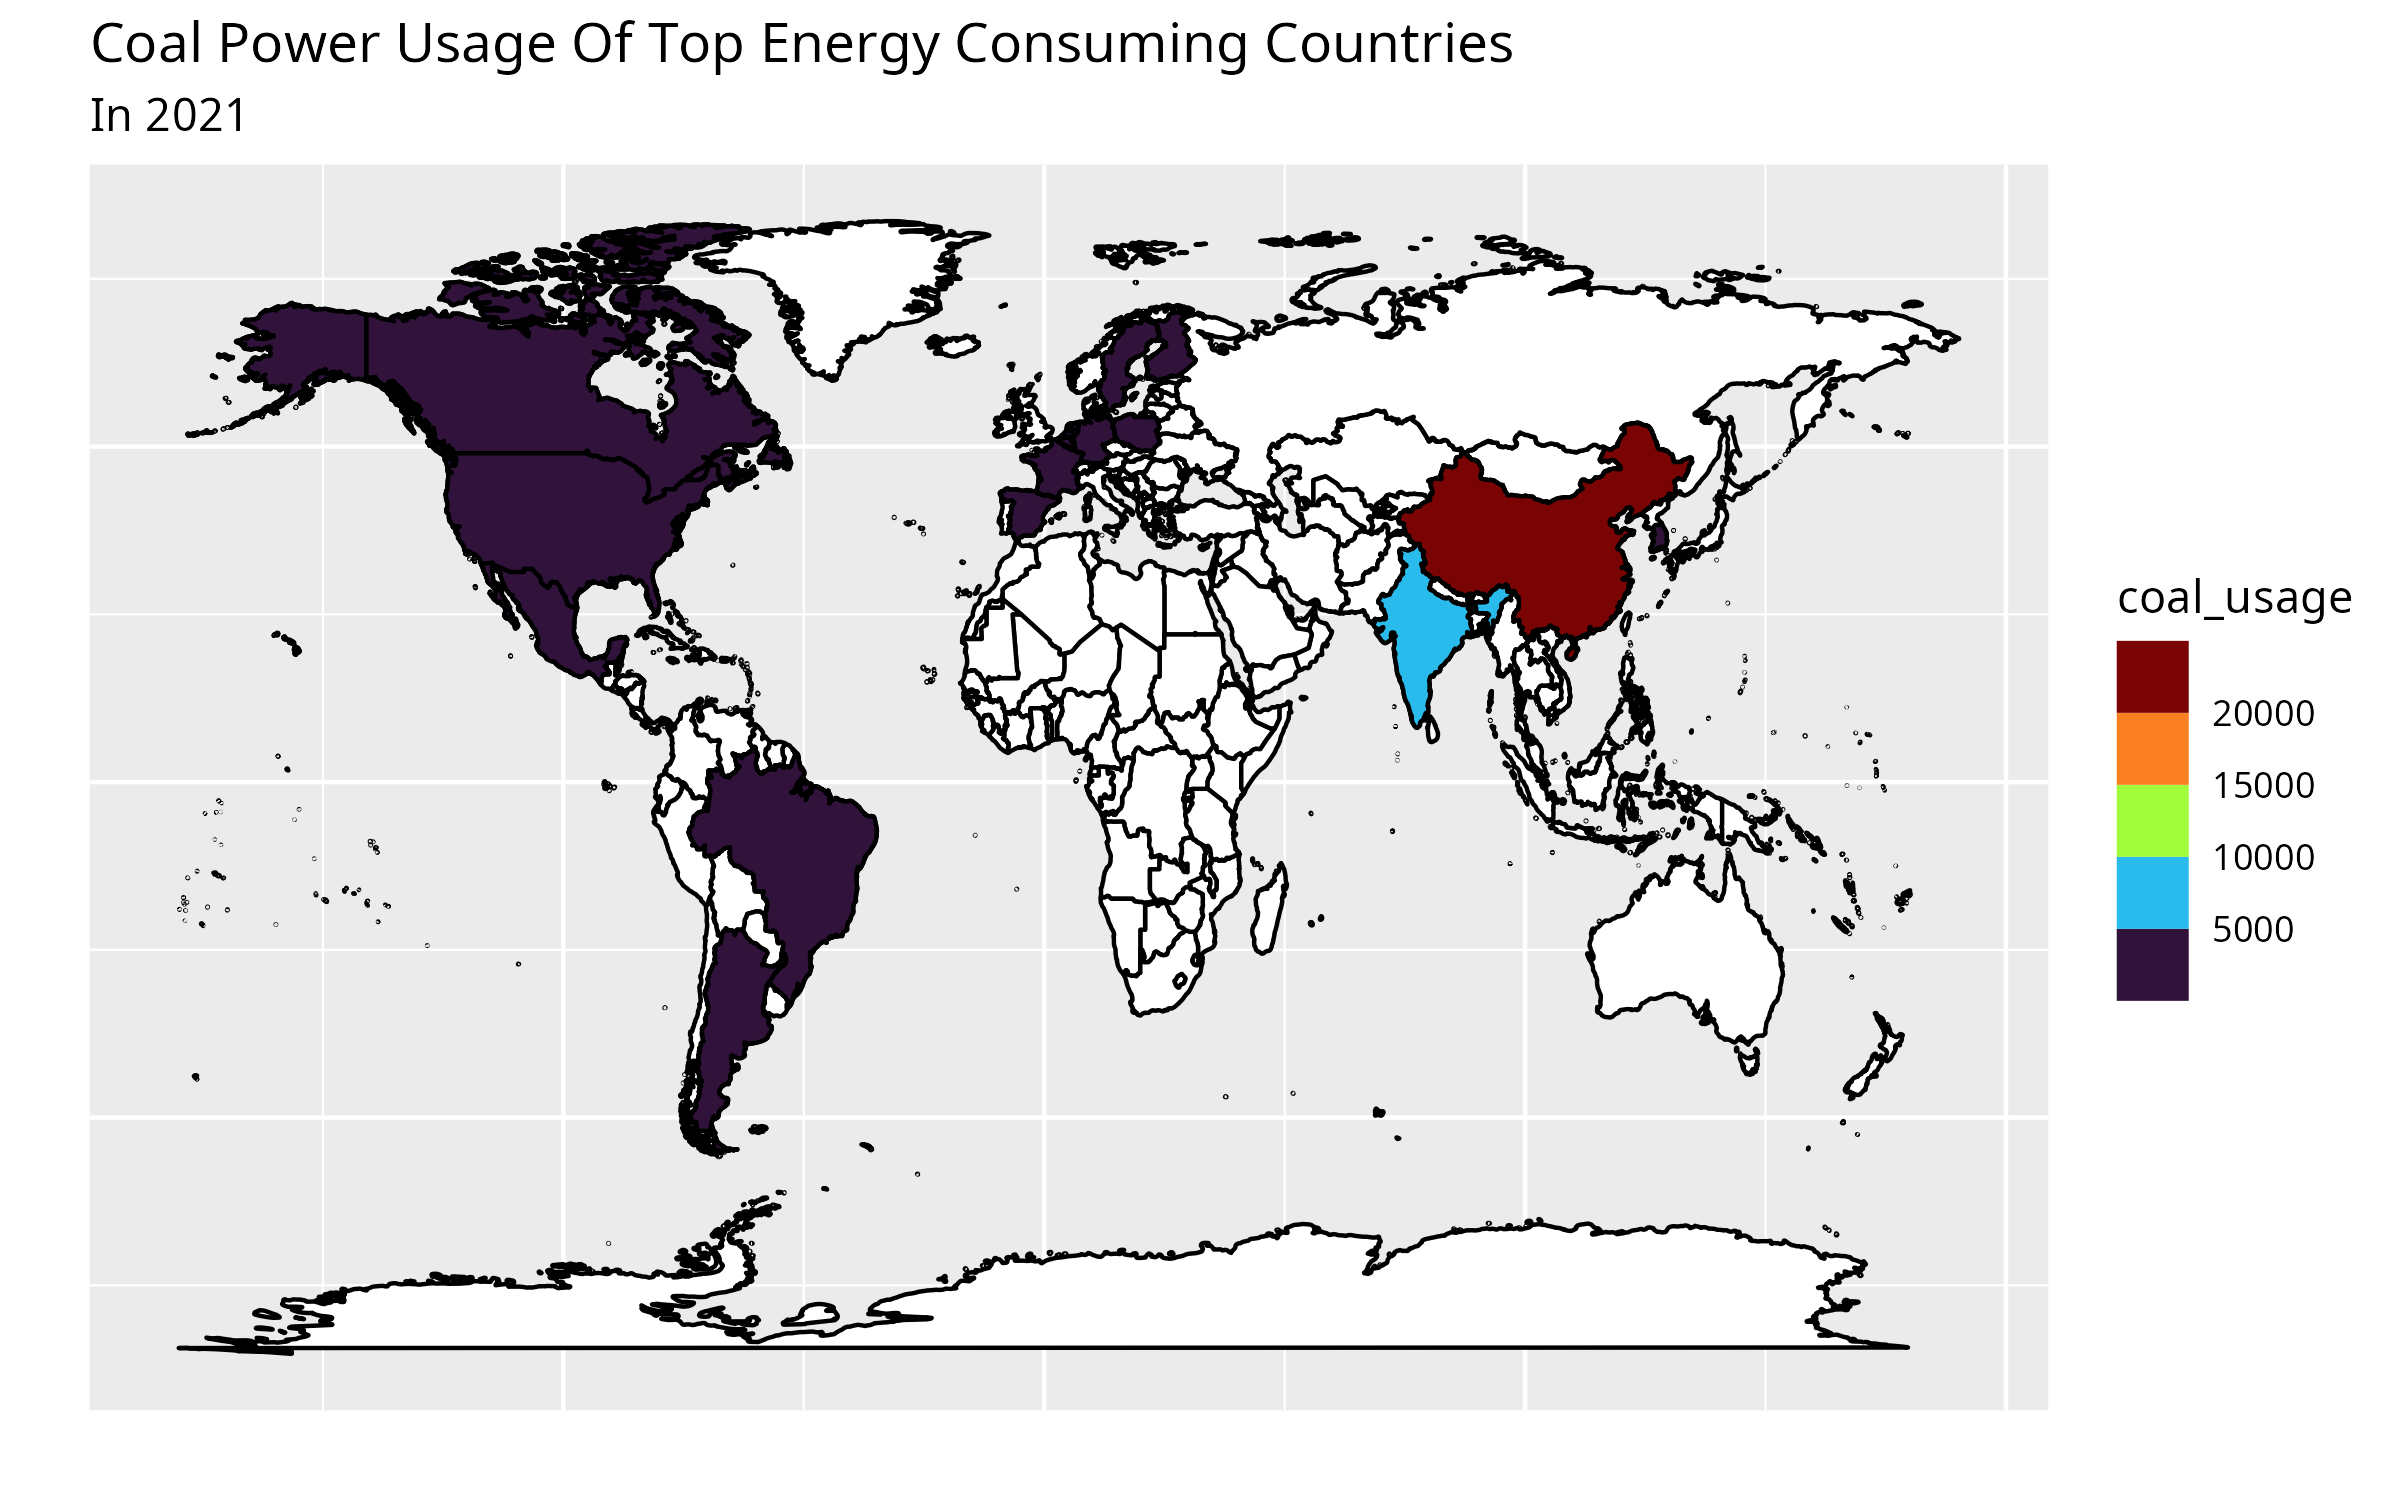 Coal Power Usage Of Top Energy Consuming Countries
In 2021
coal_usage
20000
15000
10000
5000